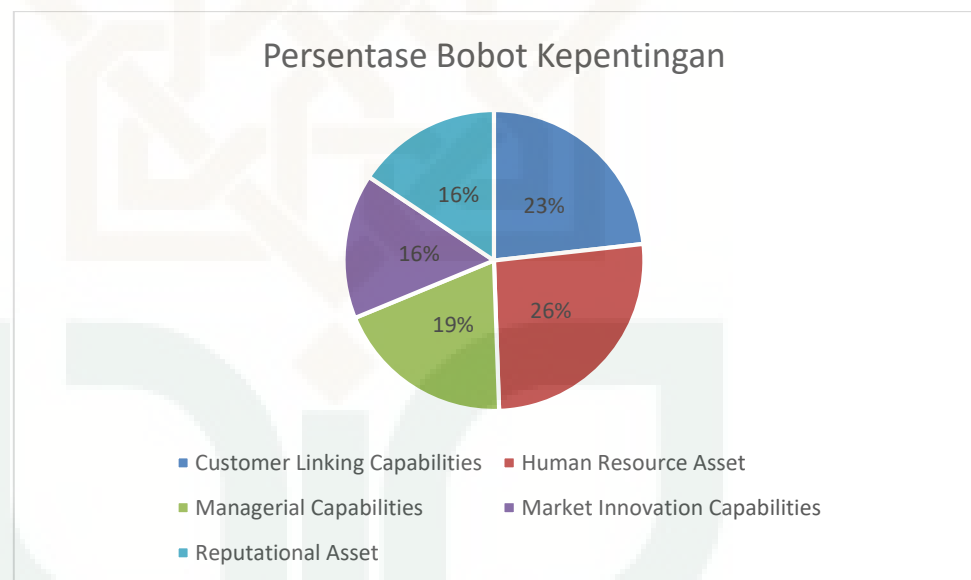 Persentase Bobot Kepentingan
16%
23%
16%
26%
19%
Customer Linking Capabilities
Human Resource Asset
Managerial Capabilities
Market Innovation Capabilities
Reputational Asset